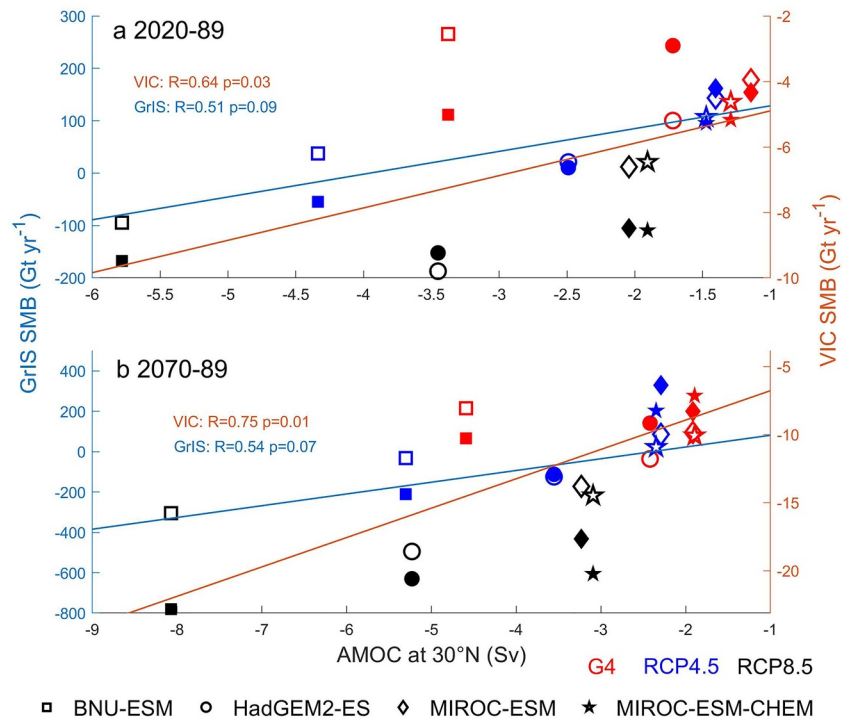 a 2020-89
VIC: R=0.64 p=0.03
GrIS: R=0.51 p=0.09
300
200
100
0
-100
-200
-2
-4
-6
-8
-10
-6 -5.5 -5 -4.5 -4 -3.5 -3 -2.5 -2 -1.5 -1
GrIS SMB (Gt yr⁻¹)
VIC SMB (Gt yr⁻¹)
b 2070-89
VIC: R=0.75 p=0.01
GrIS: R=0.54 p=0.07
400
200
0
-200
-400
-600
-800
-5
-10
-15
-20
-9 -8 -7 -6 -5 -4 -3 -2 -1
AMOC at 30°N (Sv)
G4 RCP4.5 RCP8.5
BNU-ESM HadGEM2-ES MIROC-ESM MIROC-ESM-CHEM